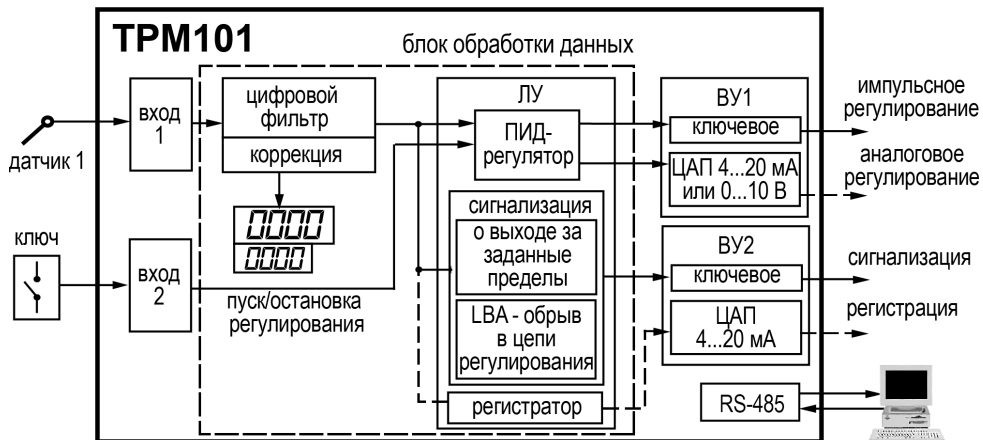 ТРМ101
блок обработки данных
датчик 1
вход
1
цифровой
фильтр
коррекция
0000
0000
ключ
вход
2
пуск/остановка
регулирования
ЛУ
ПИД-
регулятор
сигнализация
о выходе за
заданные
пределы
LBA - обрыв
в цепи
регулирования
регистратор
ВУ1
ключевое
ЦАП 4...20 мА
или 0...10 В
ВУ2
ключевое
ЦАП
4...20 мА
RS-485
импульсное
регулирование
аналоговое
регулирование
сигнализация
регистрация